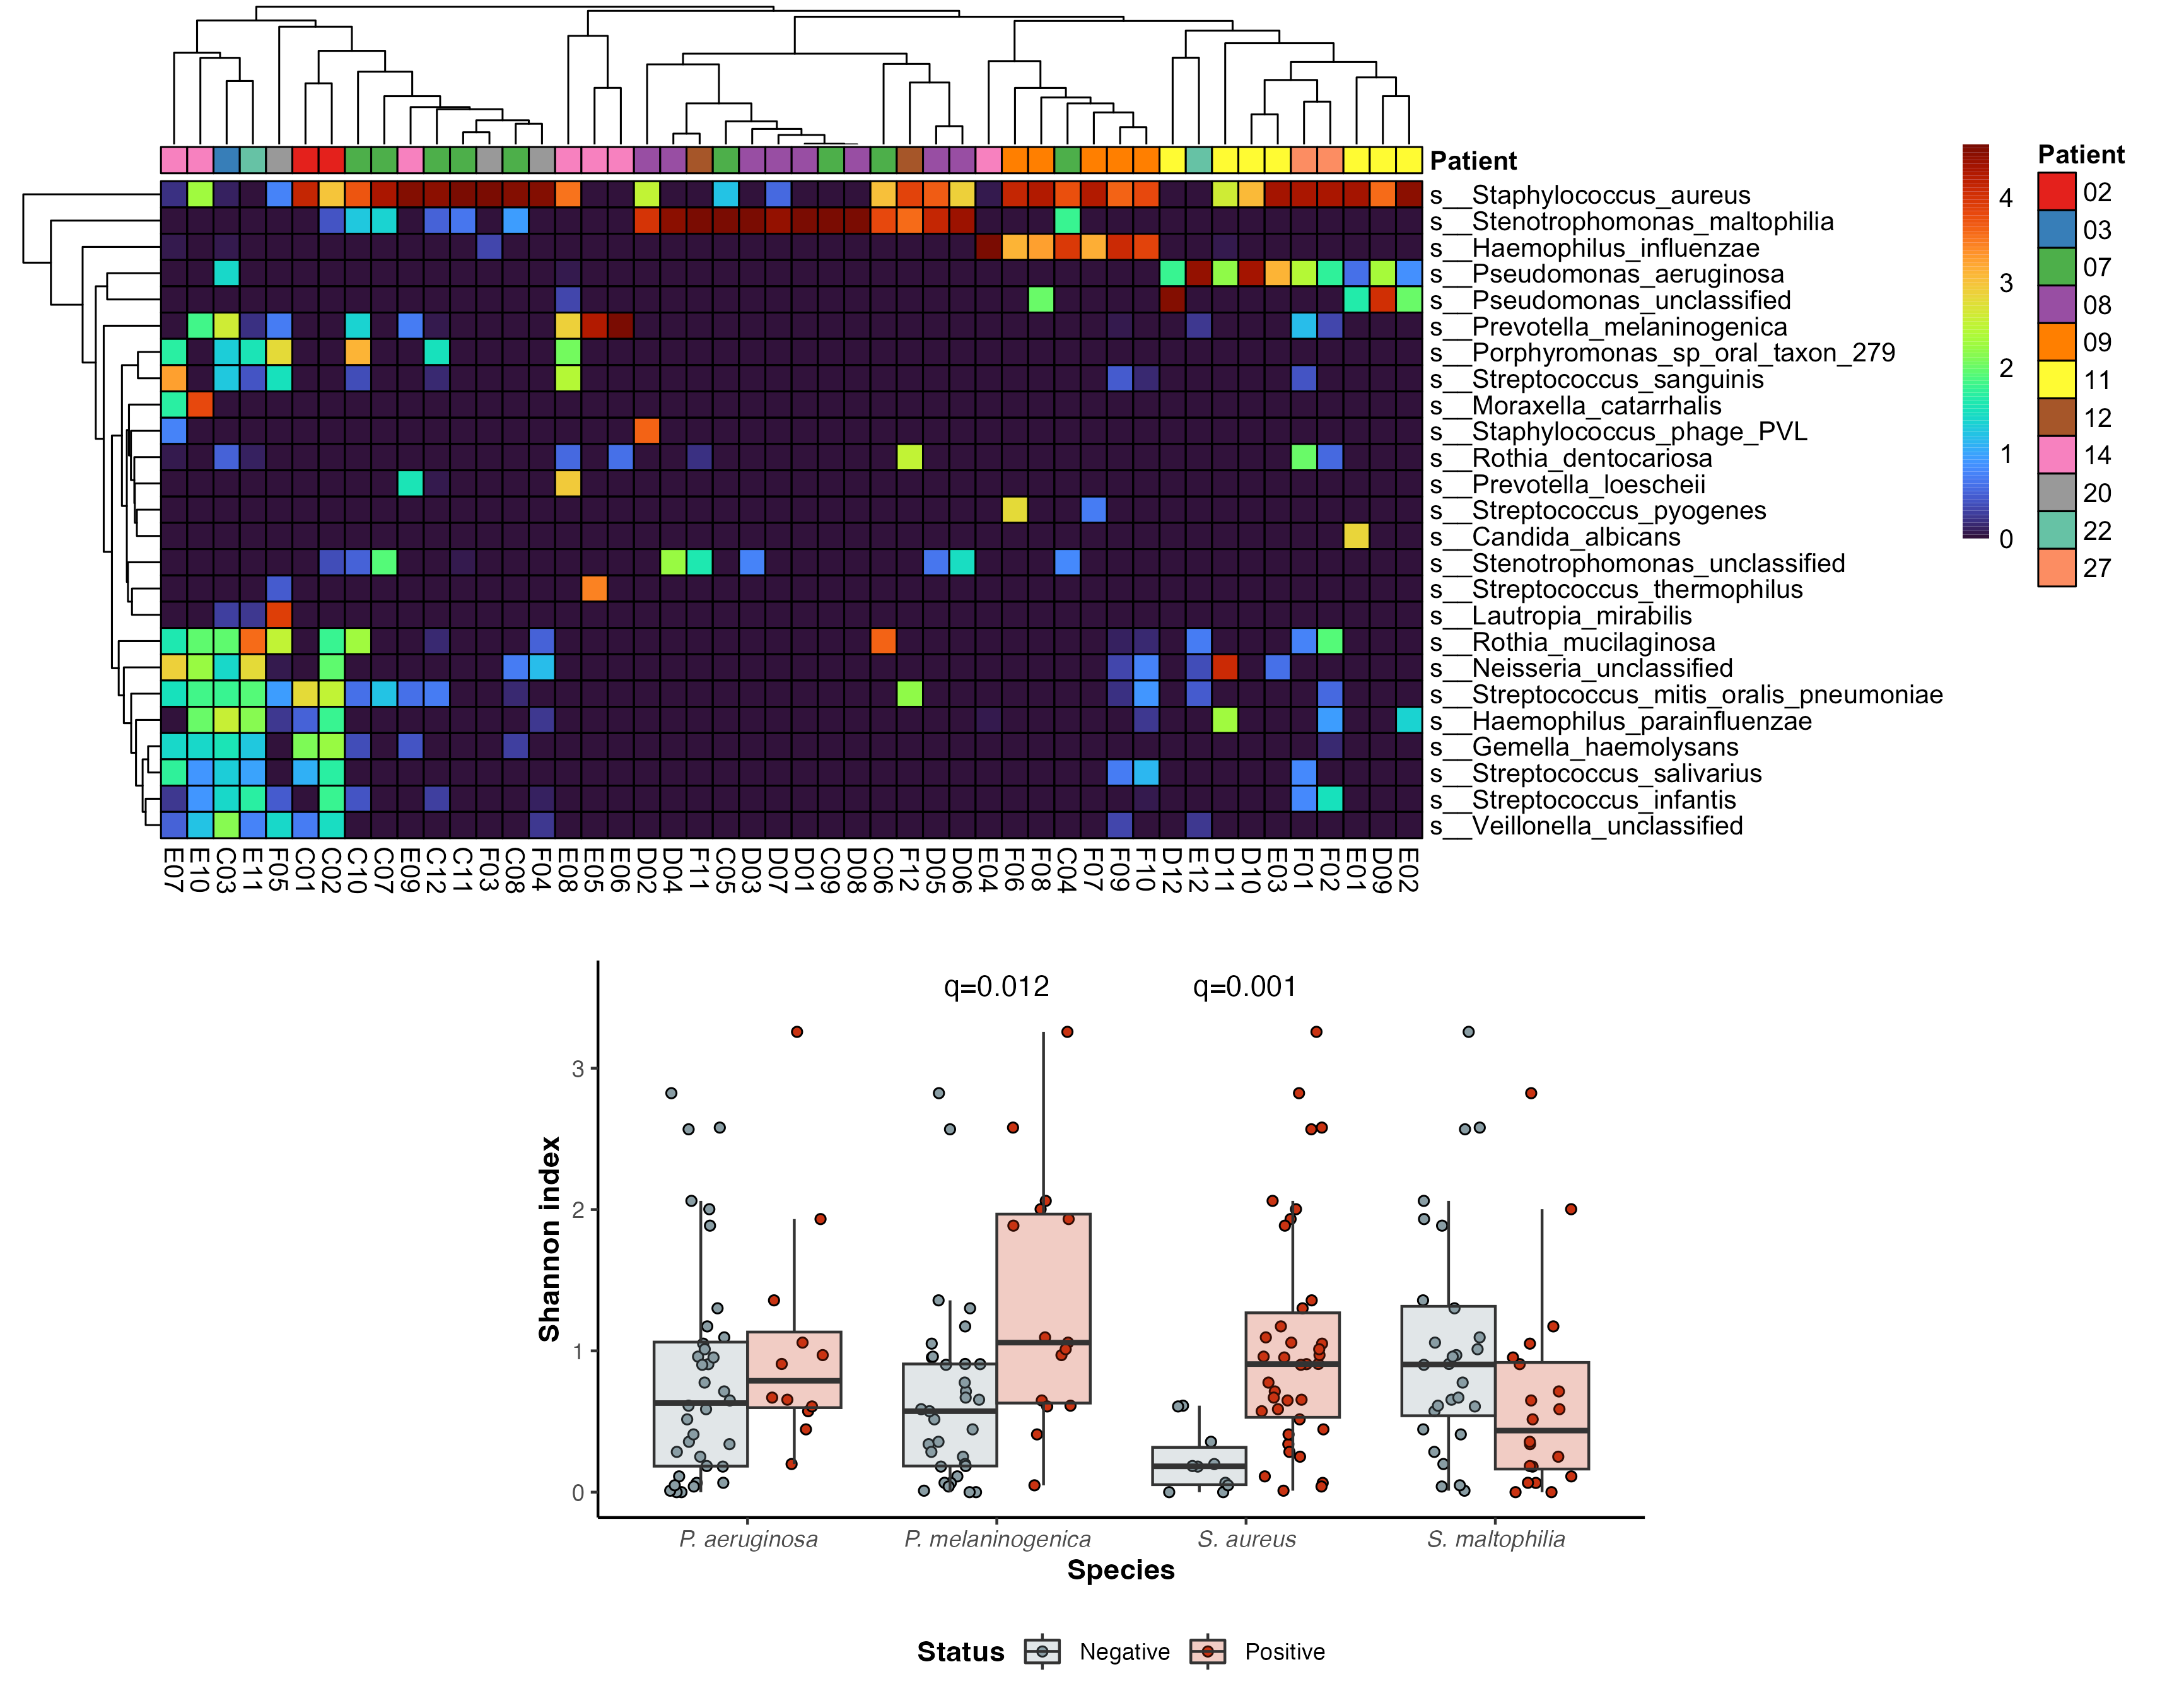 Patient
s__Staphylococcus_aureus
s__Stenotrophomonas_maltophilia
s__Haemophilus_influenzae
s__Pseudomonas_aeruginosa
s__Pseudomonas_unclassified
s__Prevotella_melaninogenica
s__Porphyromonas_sp_oral_taxon_279
s__Streptococcus_sanguinis
s__Moraxella_catarrhalis
s__Staphylococcus_phage_PVL
s__Rothia_dentocariosa
s__Prevotella_loescheii
s__Streptococcus_pyogenes
s__Candida_albicans
s__Stenotrophomonas_unclassified
s__Streptococcus_thermophilus
s__Lautropia_mirabilis
s__Rothia_mucilaginosa
s__Neisseria_unclassified
s__Streptococcus_mitis_oralis_pneumoniae
s__Haemophilus_parainfluenzae
s__Gemella_haemolysans
s__Streptococcus_salivarius
s__Streptococcus_infantis
s__Veillonella_unclassified
E07 E10 C03 E11 F05 C01 C02 C10 C07 E09 C12 C11 F03 C08 F04 E08 E05 E06 D02 D04 F11 C05 D03 D07 D01 C09 D08 C06 F12 D05 D06 E04 F06 F08 C04 F07 F09 F10 D12 E12 D11 D10 E03 F01 F02 E01 D09 E02
4
3
2
1
0
Patient
02
03
07
08
09
11
12
14
20
22
27
q=0.012 q=0.001
Shannon index
3
2
1
0
P. aeruginosa P. melaninogenica S. aureus S. maltophilia
Species
Status Negative Positive